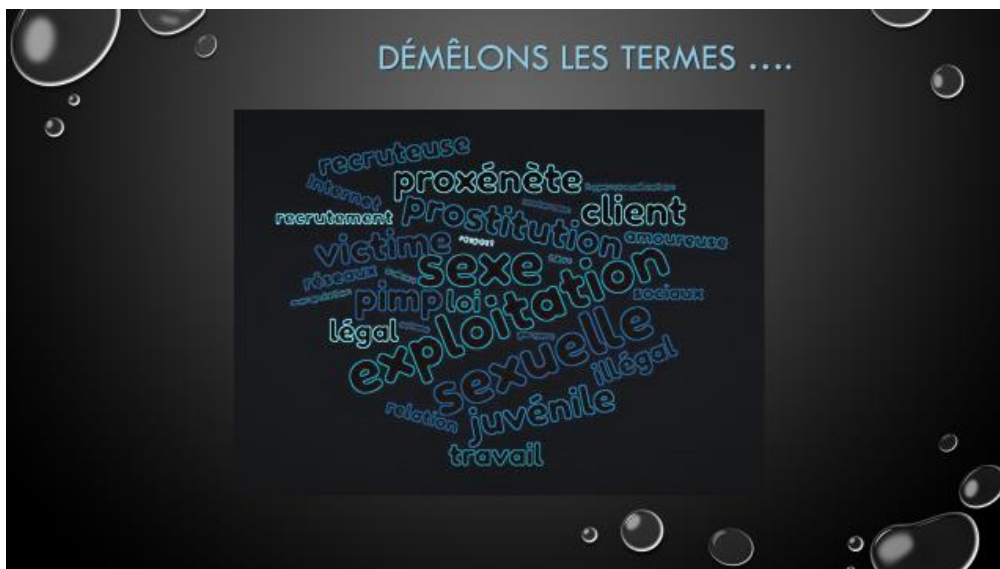 DÉMÊLONS LES TERMES ....
recruteuse
Internet
proxénète
client
recrutement
prostitution
amoureuse
victime
sexe
réseaux
pimp
loi
exploitation
sociaux
légal
sexuelle
illégal
relation
juvénile
travail